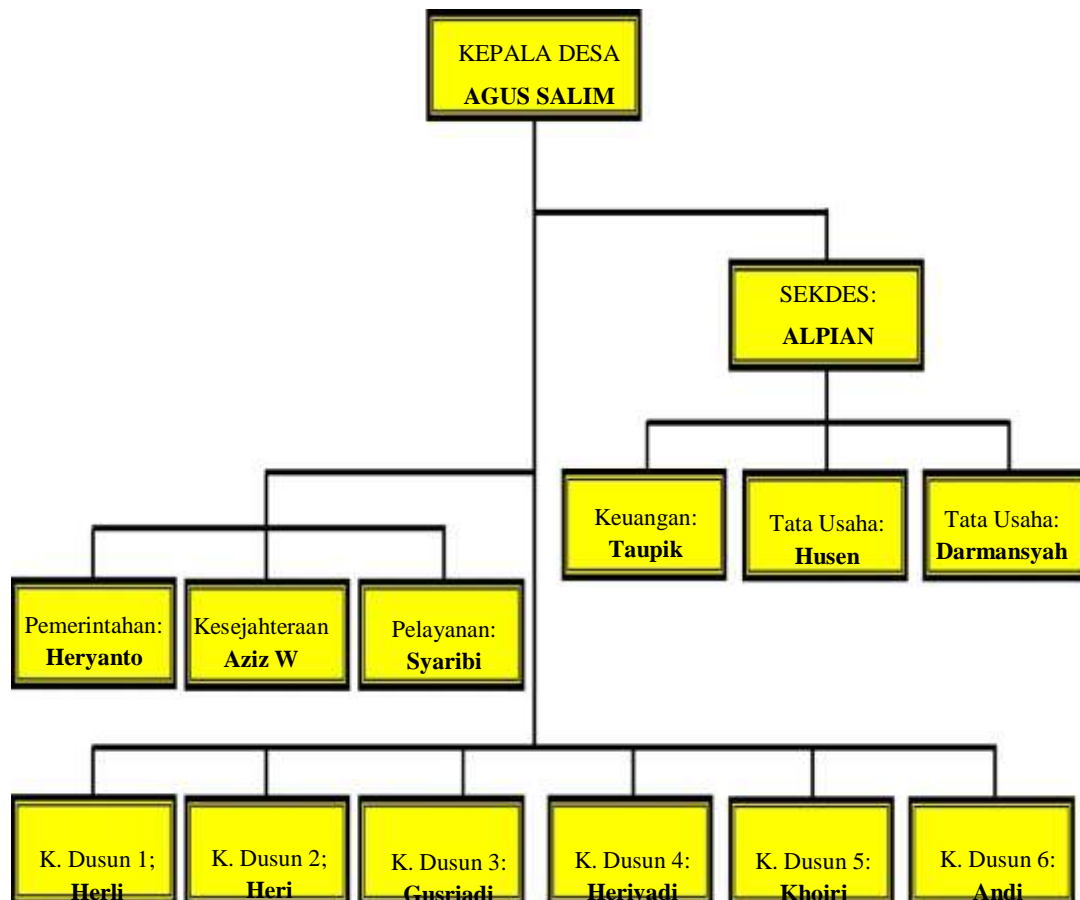 KEPALA DESA
AGUS SALIM
SEKDES:
ALPIAN
Keuangan:
Taupik
Tata Usaha:
Husen
Tata Usaha:
Darmansyah
Pemerintahan:
Heryanto
Kesejahteraan
Aziz W
Pelayanan:
Syaribi
K. Dusun 1;
Herli
K. Dusun 2;
Heri
K. Dusun 3:
Gusriadi
K. Dusun 4:
Heriyadi
K. Dusun 5:
Khoiri
K. Dusun 6:
Andi